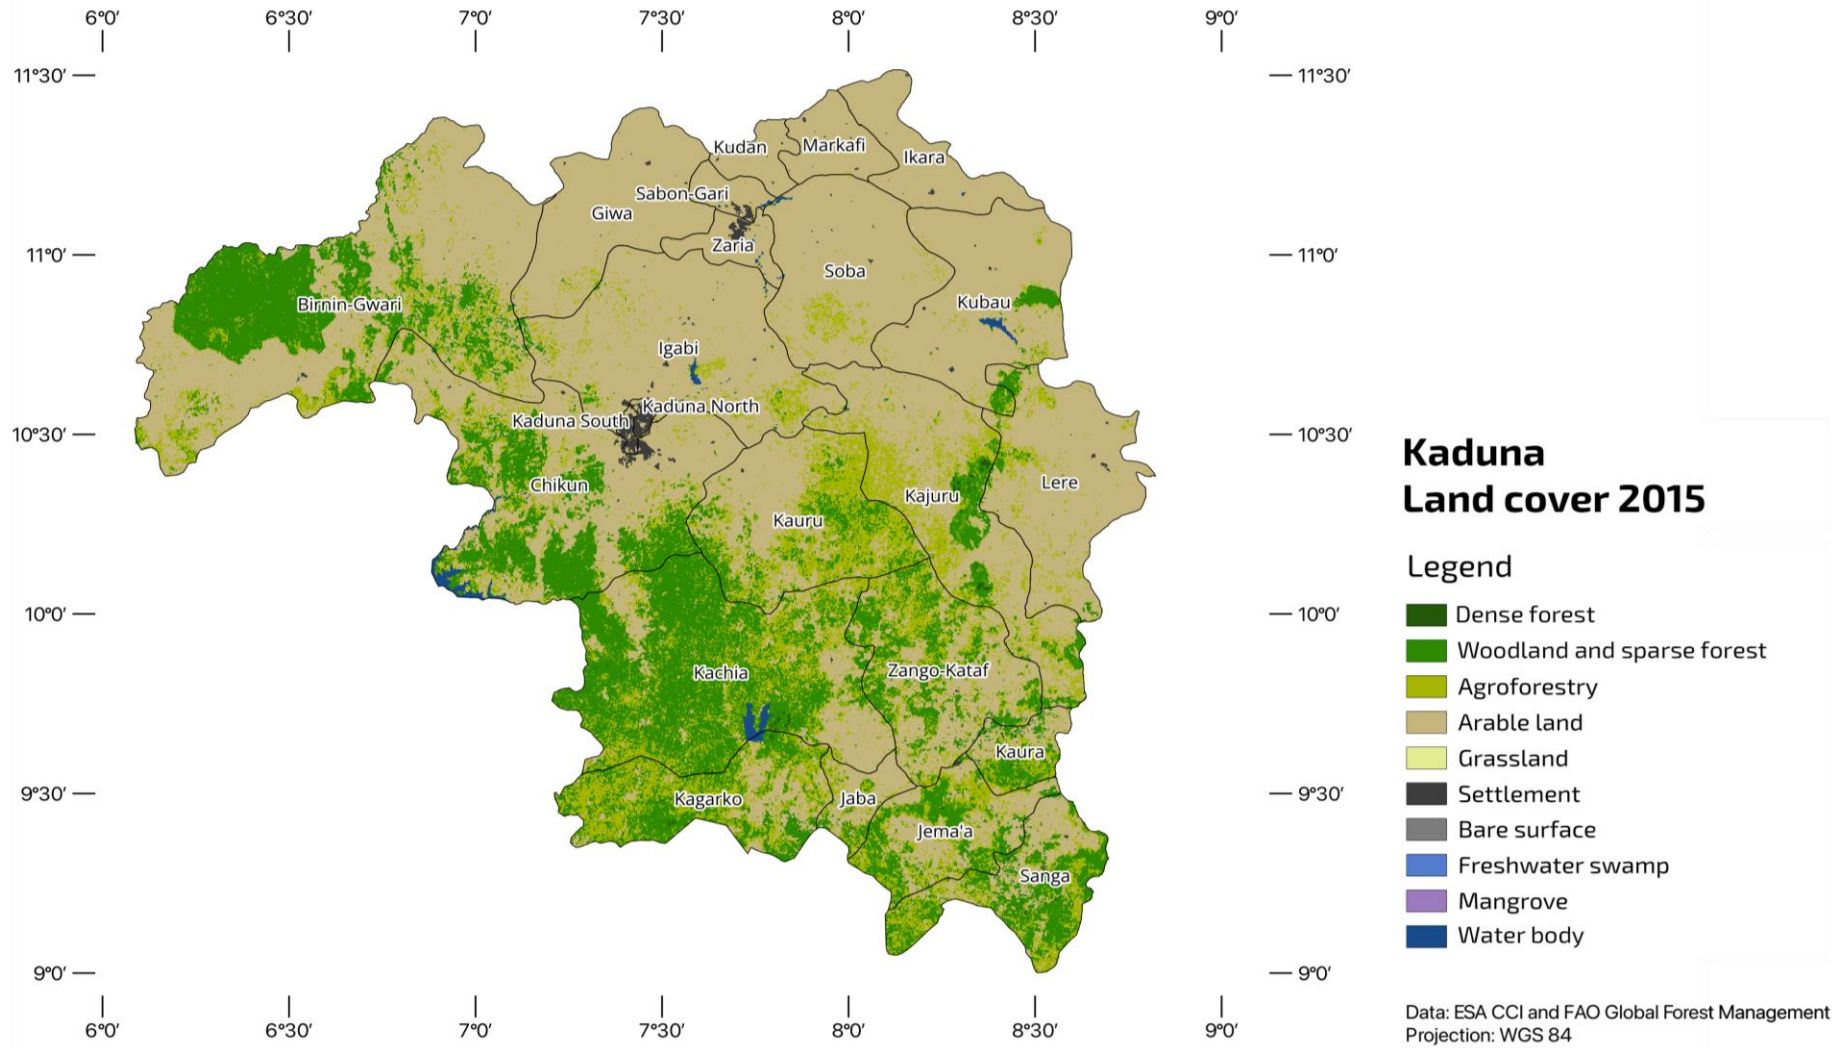 6°0′ 6°30′ 7°0′ 7°30′ 8°0′ 8°30′ 9°0′
11°30′ 11°30′
Kudan Markafi
Ikara
Sabon-Gari
Giwa
Zaria
11°0′ 11°0′
Soba
Birnin-Gwari Kubau
Igabi
Kaduna North
Kaduna South
10°30′ 10°30′
Chikun Kajuru Lere
Kauru
10°0′ 10°0′
Kachia Zango-Kataf
Kaura
9°30′ 9°30′
Kagarko Jaba
Jema'a
Sanga
9°0′ 9°0′
6°0′ 6°30′ 7°0′ 7°30′ 8°0′ 8°30′ 9°0′
Kaduna
Land cover 2015
Legend
Dense forest
Woodland and sparse forest
Agroforestry
Arable land
Grassland
Settlement
Bare surface
Freshwater swamp
Mangrove
Water body
Data: ESA CCI and FAO Global Forest Management
Projection: WGS 84